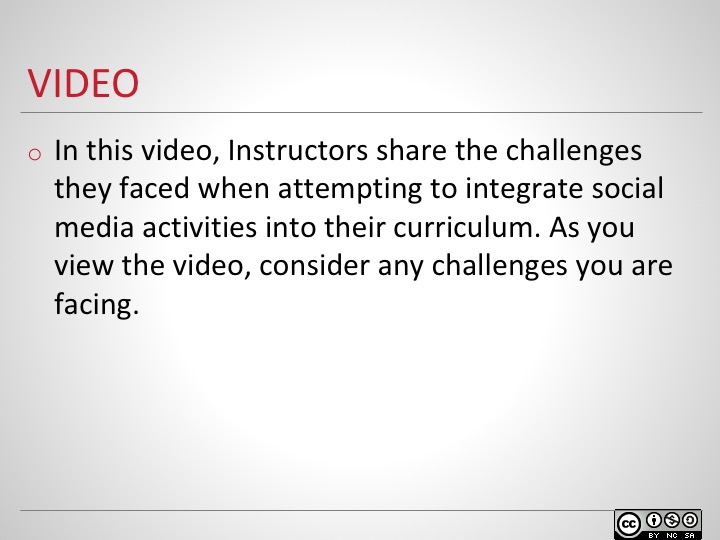 VIDEO
o In this video, Instructors share the challenges
they faced when attempting to integrate social
media activities into their curriculum. As you
view the video, consider any challenges you are
facing.
cc
BY NC SA